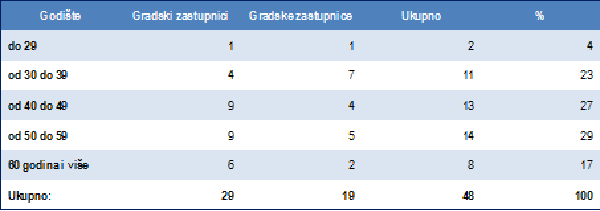 Godište Gradski zastupnici Gradske zastupnice Ukupno %
do 29 1 1 2 4
od 30 do 39 4 7 11 23
od 40 do 49 9 4 13 27
od 50 do 59 9 5 14 29
60 godina i više 6 2 8 17
Ukupno: 29 19 48 100